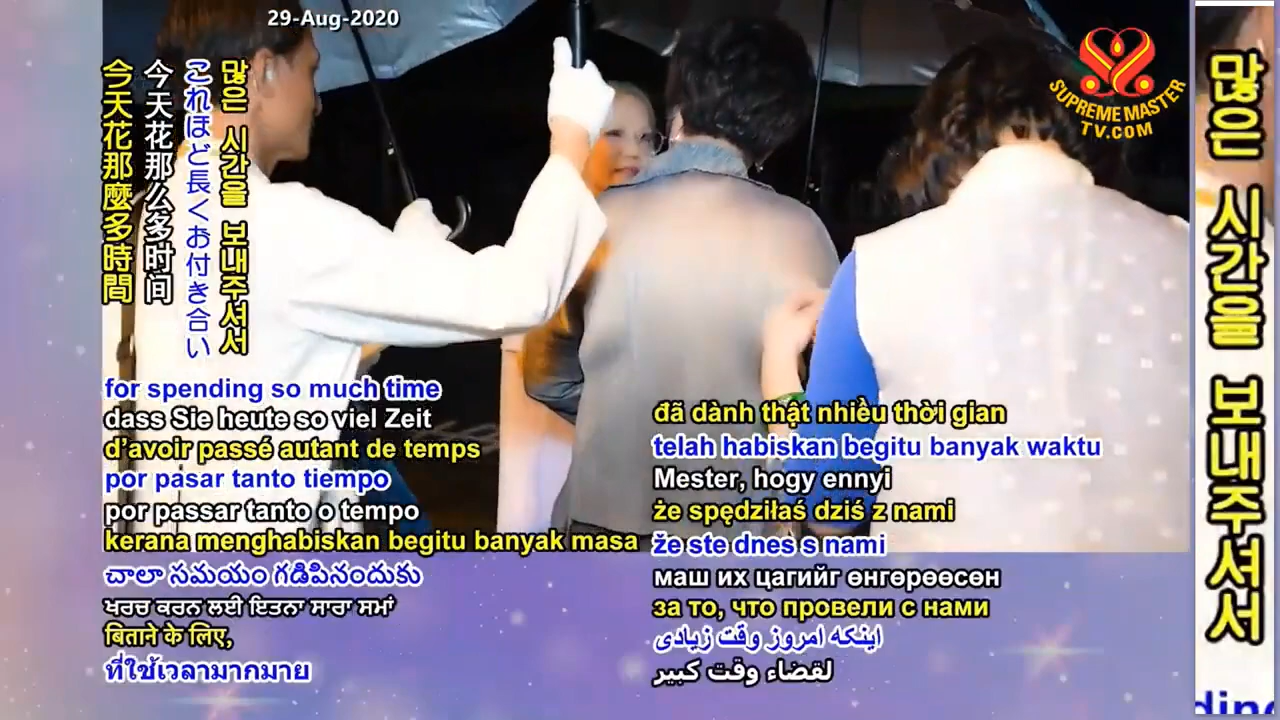 29-Aug-2020
SUPREME MASTER
TV.COM
많은 시간을 보내주셔서
これほど長くお付き合い
今天花那么多时间
今天花那麼多時間
for spending so much time
dass Sie heute so viel Zeit
d'avoir passé autant de temps
por pasar tanto tiempo
por passar tanto o tempo
kerana menghabiskan begitu banyak masa
చాలా సమయం గడిపినందుకు
ਖਰਚ ਕਰਨ ਲਈ ਇਤਨਾ ਸਾਰਾ ਸਮਾਂ
बिताने के लिए,
ที่ใช้เวลามากมาย
đã dành thật nhiều thời gian
telah habiskan begitu banyak waktu
Mester, hogy ennyi
że spędziłaś dziś z nami
že ste dnes s nami
маш их цагийг өнгөрөөсөн
за то, что провели с нами
اینکه امروز وقت زیادی
لقضاء وقت كبير
많은 시간을 보내주셔서